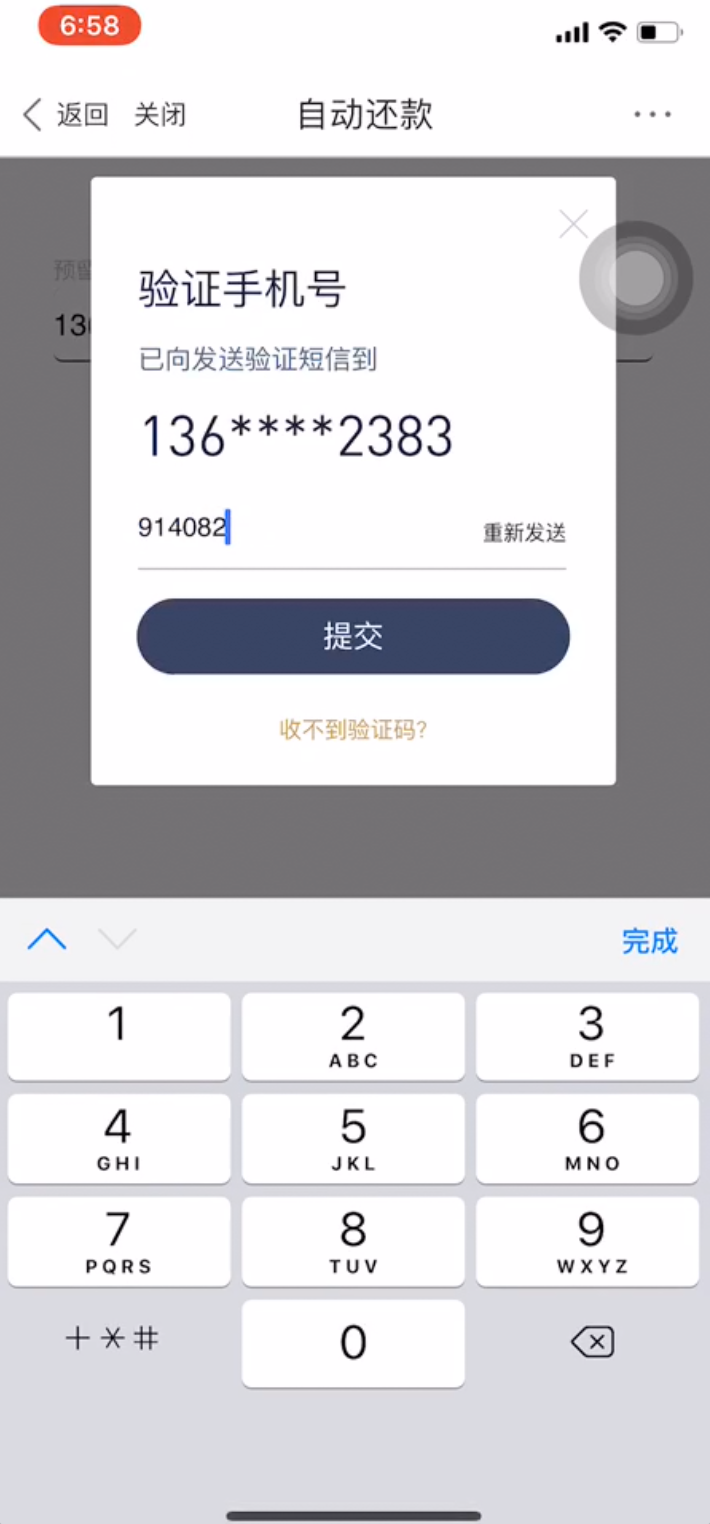 6:58
返回 关闭 自动还款 ...
预留
136
验证手机号
已向发送验证短信到
136****2383
914082 重新发送
提交
收不到验证码?
完成
1 2 3
ABC DEF
4 5 6
GHI JKL MNO
7 8 9
PQRS TUV WXYZ
+*# 0